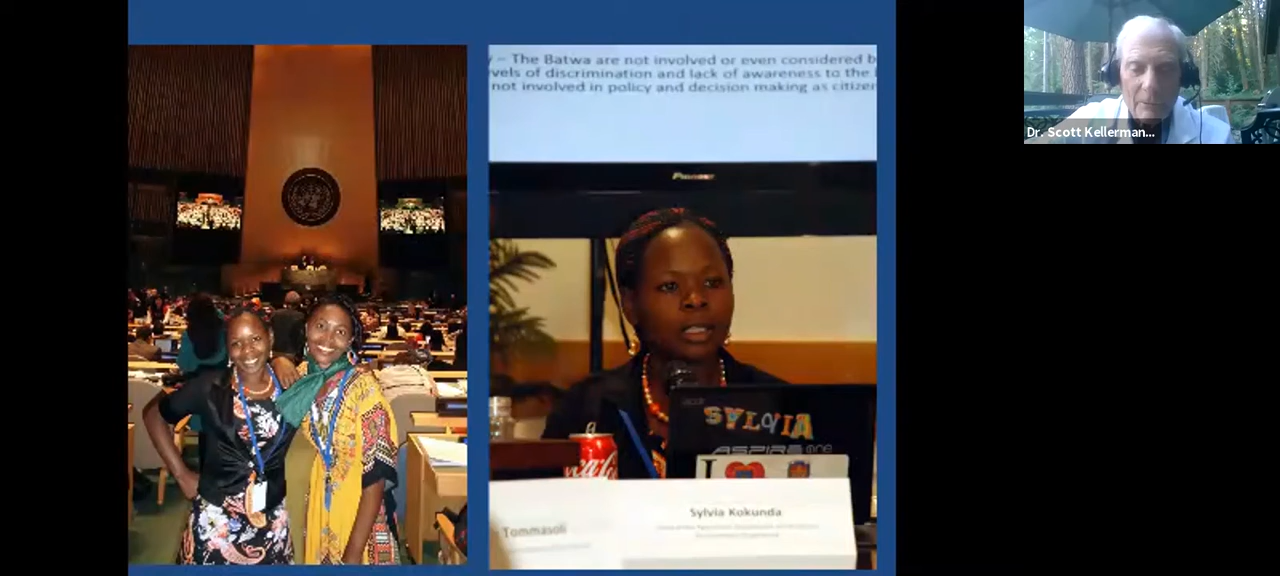 – The Batwa are not involved or even considered b
vels of discrimination and lack of awareness to the
not involved in policy and decision making as citizen
Pioneer
acer
SYLVIA
ASPIRE one
I
Sylvia Kokunda
Tommasoli
Dr. Scott Kellerman...